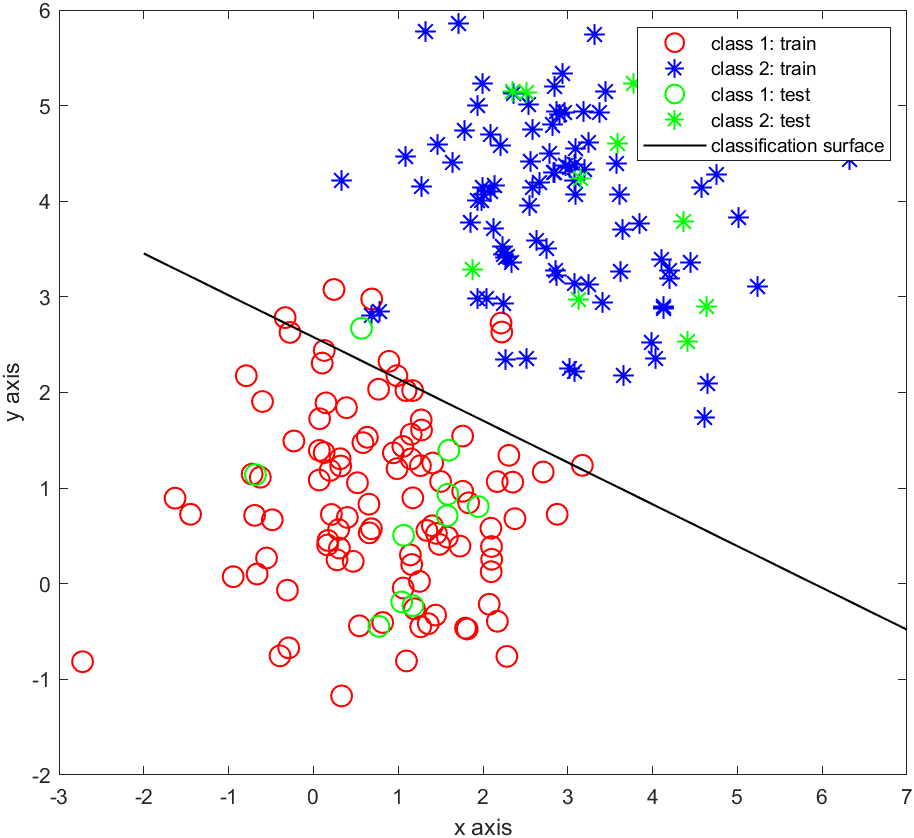 class 1: train
class 2: train
class 1: test
class 2: test
classification surface
6
5
4
3
2
1
0
-1
-2
y axis
-3 -2 -1 0 1 2 3 4 5 6 7
x axis